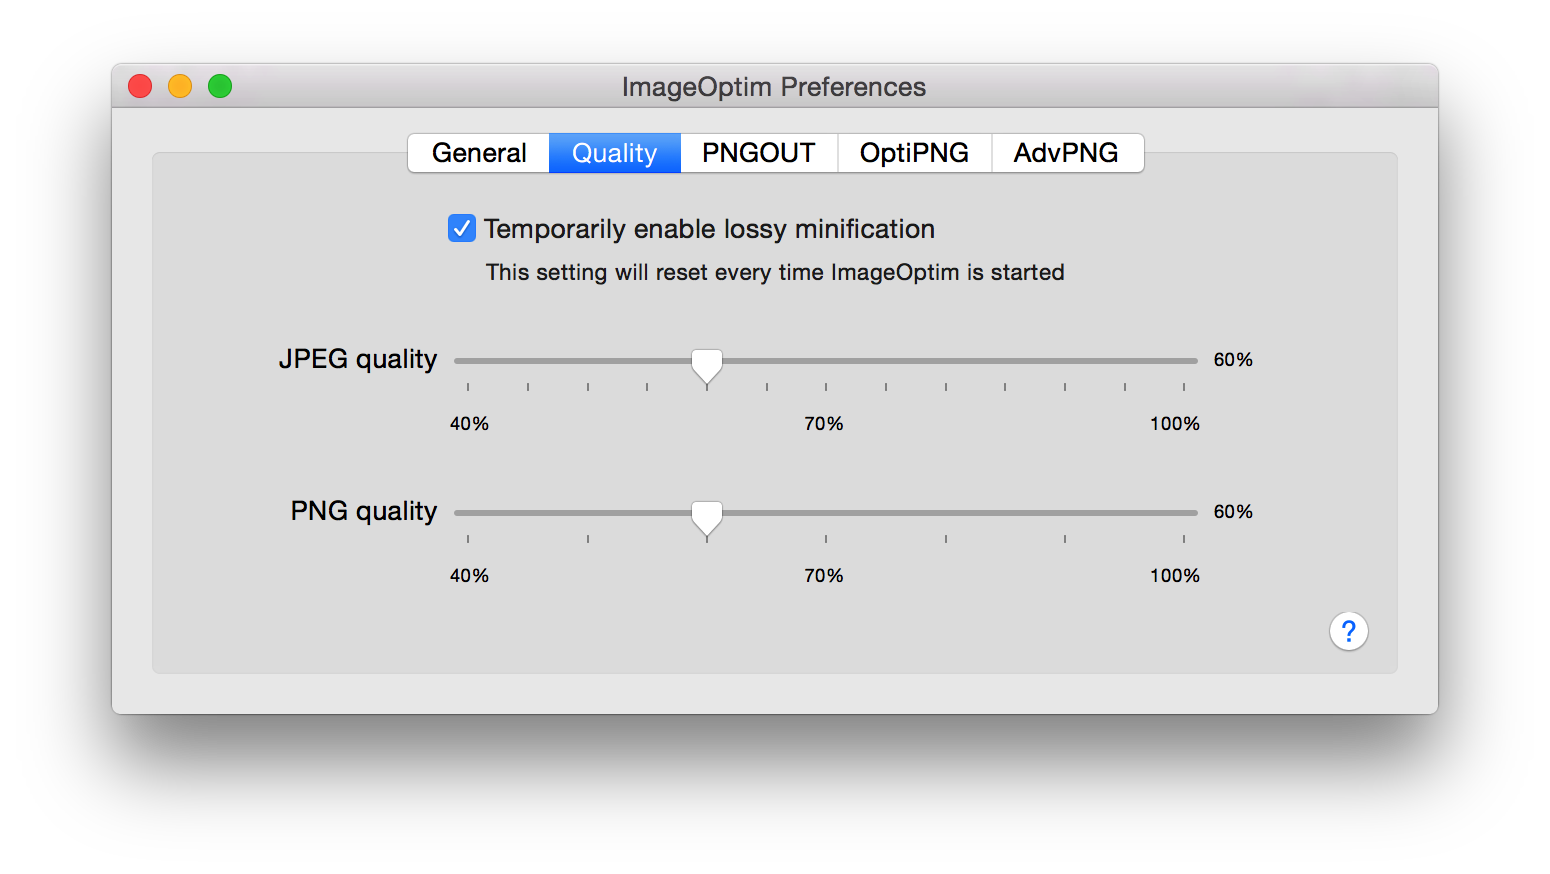 ImageOptim Preferences
General Quality PNGOUT OptiPNG AdvPNG
Temporarily enable lossy minification
This setting will reset every time ImageOptim is started
JPEG quality 60%
40% 70% 100%
PNG quality 60%
40% 70% 100%
?